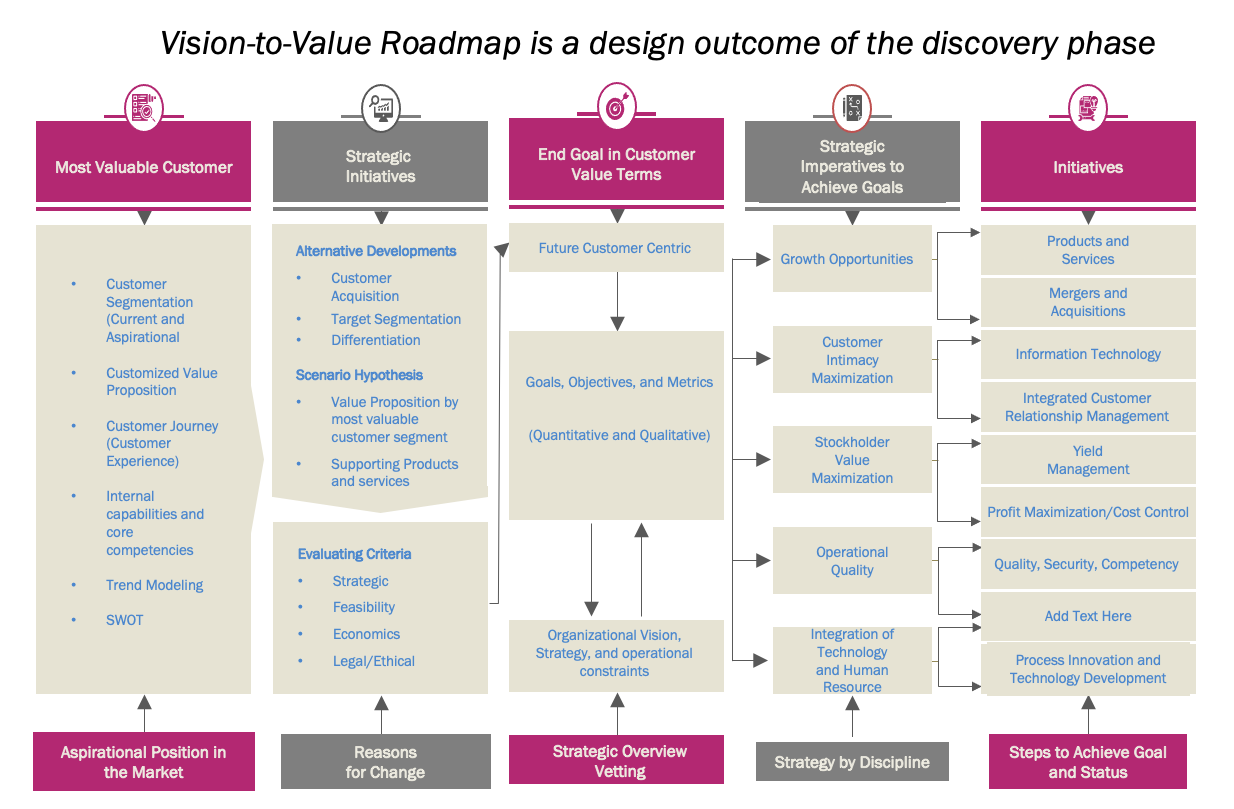 Vision-to-Value Roadmap is a design outcome of the discovery phase
Most Valuable Customer
• Customer
Segmentation
(Current and
Aspirational
• Customized Value
Proposition
• Customer Journey
(Customer
Experience)
• Internal
capabilities and
core
competencies
• Trend Modeling
• SWOT
Aspirational Position in
the Market
Strategic
Initiatives
Alternative Developments
• Customer
Acquisition
• Target Segmentation
• Differentiation
Scenario Hypothesis
• Value Proposition by
most valuable
customer segment
• Supporting Products
and services
Evaluating Criteria
• Strategic
• Feasibility
• Economics
• Legal/Ethical
Reasons
for Change
End Goal in Customer
Value Terms
Future Customer Centric
Goals, Objectives, and Metrics
(Quantitative and Qualitative)
Organizational Vision,
Strategy, and operational
constraints
Strategic Overview
Vetting
Strategic
Imperatives to
Achieve Goals
Growth Opportunities
Customer
Intimacy
Maximization
Stockholder
Value
Maximization
Operational
Quality
Integration of
Technology
and Human
Resource
Strategy by Discipline
Initiatives
Products and
Services
Mergers and
Acquisitions
Information Technology
Integrated Customer
Relationship Management
Yield
Management
Profit Maximization/Cost Control
Quality, Security, Competency
Add Text Here
Process Innovation and
Technology Development
Steps to Achieve Goal
and Status